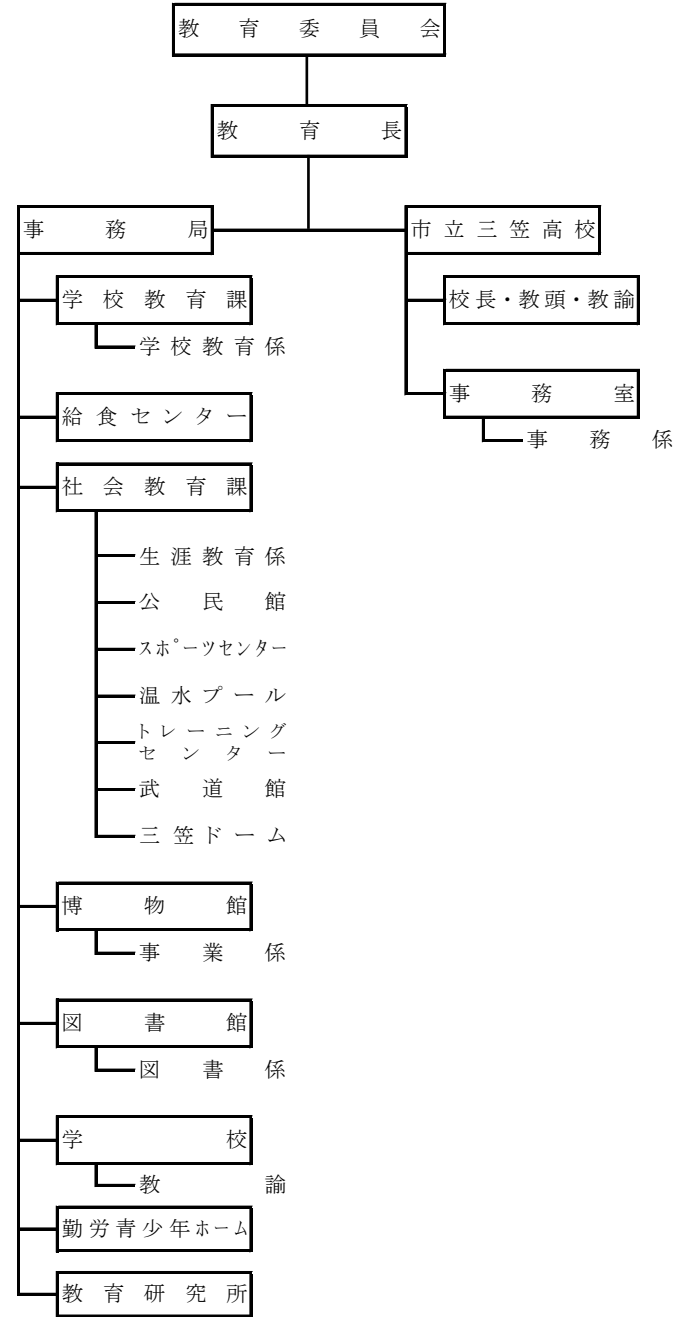 教育委員会
教育長
事務局
市立三笠高校
学校教育課
校長・教頭・教諭
学校教育係
事務室
給食センター
事務係
社会教育課
生涯教育係
公民館
スポーツセンター
温水プール
トレーニング
センター
武道館
三笠ドーム
博物館
事業係
図書館
図書係
学校
教諭
勤労青少年ホーム
教育研究所